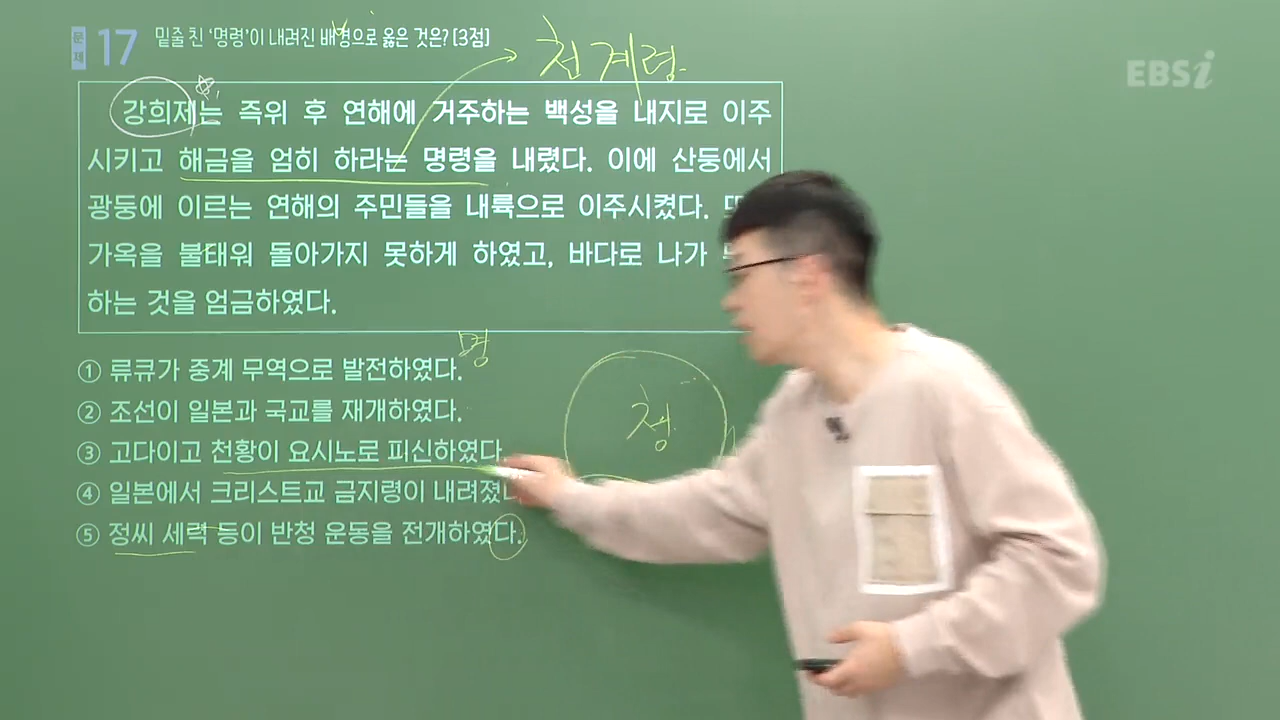 문제 17 밑줄 친 '명령'이 내려진 배경으로 옳은 것은? [3점]
천계령
EBSi
강희제는 즉위 후 연해에 거주하는 백성을 내지로 이주
시키고 해금을 엄히 하라는 명령을 내렸다. 이에 산둥에서
광둥에 이르는 연해의 주민들을 내륙으로 이주시켰다.
가옥을 불태워 돌아가지 못하게 하였고, 바다로 나가
하는 것을 엄금하였다.
명
① 류큐가 중계 무역으로 발전하였다.
② 조선이 일본과 국교를 재개하였다.
청
③ 고다이고 천황이 요시노로 피신하였다.
④ 일본에서 크리스트교 금지령이 내려졌다
⑤ 정씨 세력 등이 반청 운동을 전개하였다.